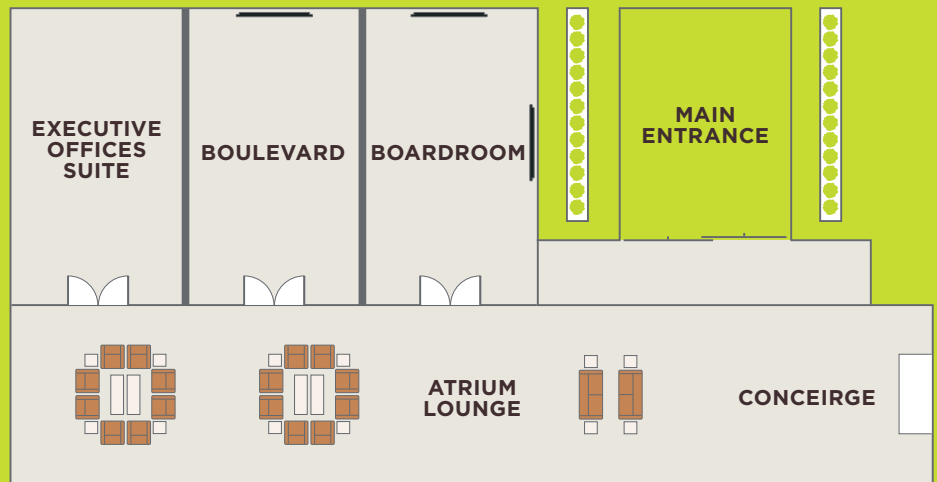 EXECUTIVE
OFFICES
SUITE
BOULEVARD
BOARDROOM
MAIN
ENTRANCE
ATRIUM
LOUNGE
CONCEIRGE